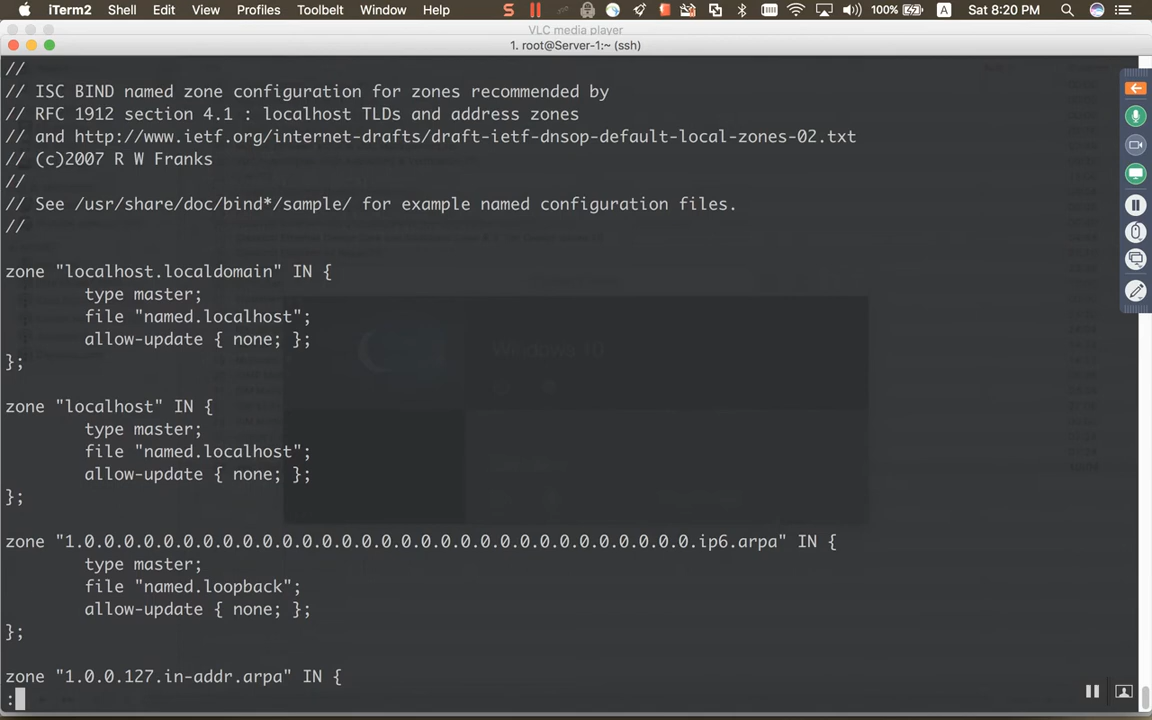 iTerm2 Shell Edit View Profiles Toolbelt Window Help 100% A Sat 8:20 PM
VLC media player
1. root@Server-1:~ (ssh)
//
// ISC BIND named zone configuration for zones recommended by
// RFC 1912 section 4.1 : localhost TLDs and address zones
// and http://www.ietf.org/internet-drafts/draft-ietf-dnsop-default-local-zones-02.txt
// (c)2007 R W Franks
//
// See /usr/share/doc/bind*/sample/ for example named configuration files.
//
zone "localhost.localdomain" IN {
type master;
file "named.localhost";
allow-update { none; };
};
zone "localhost" IN {
type master;
file "named.localhost";
allow-update { none; };
};
zone "1.0.0.0.0.0.0.0.0.0.0.0.0.0.0.0.0.0.0.0.0.0.0.0.0.0.0.0.0.0.0.0.ip6.arpa" IN {
type master;
file "named.loopback";
allow-update { none; };
};
zone "1.0.0.127.in-addr.arpa" IN {
:
Windows 10